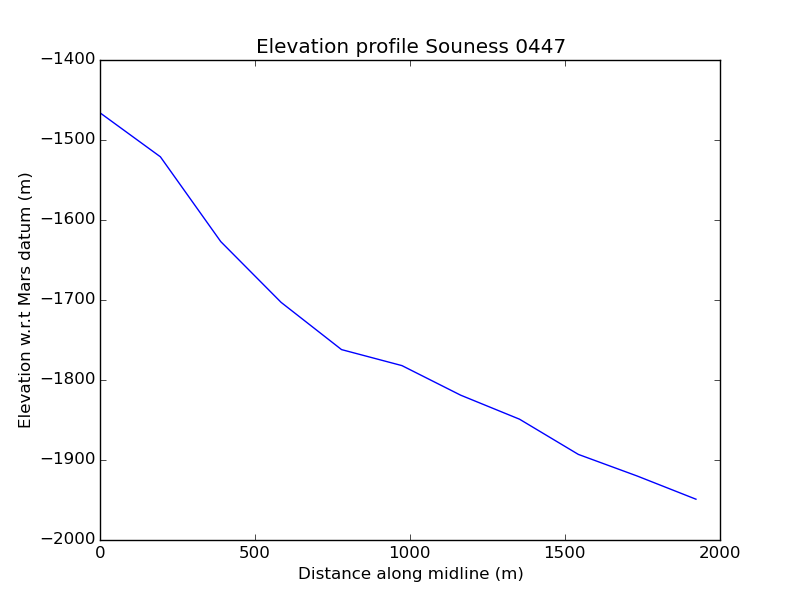 Elevation profile Souness 0447
−1400
−1500
−1600
−1700
−1800
−1900
−2000
Elevation w.r.t Mars datum (m)
0 500 1000 1500 2000
Distance along midline (m)